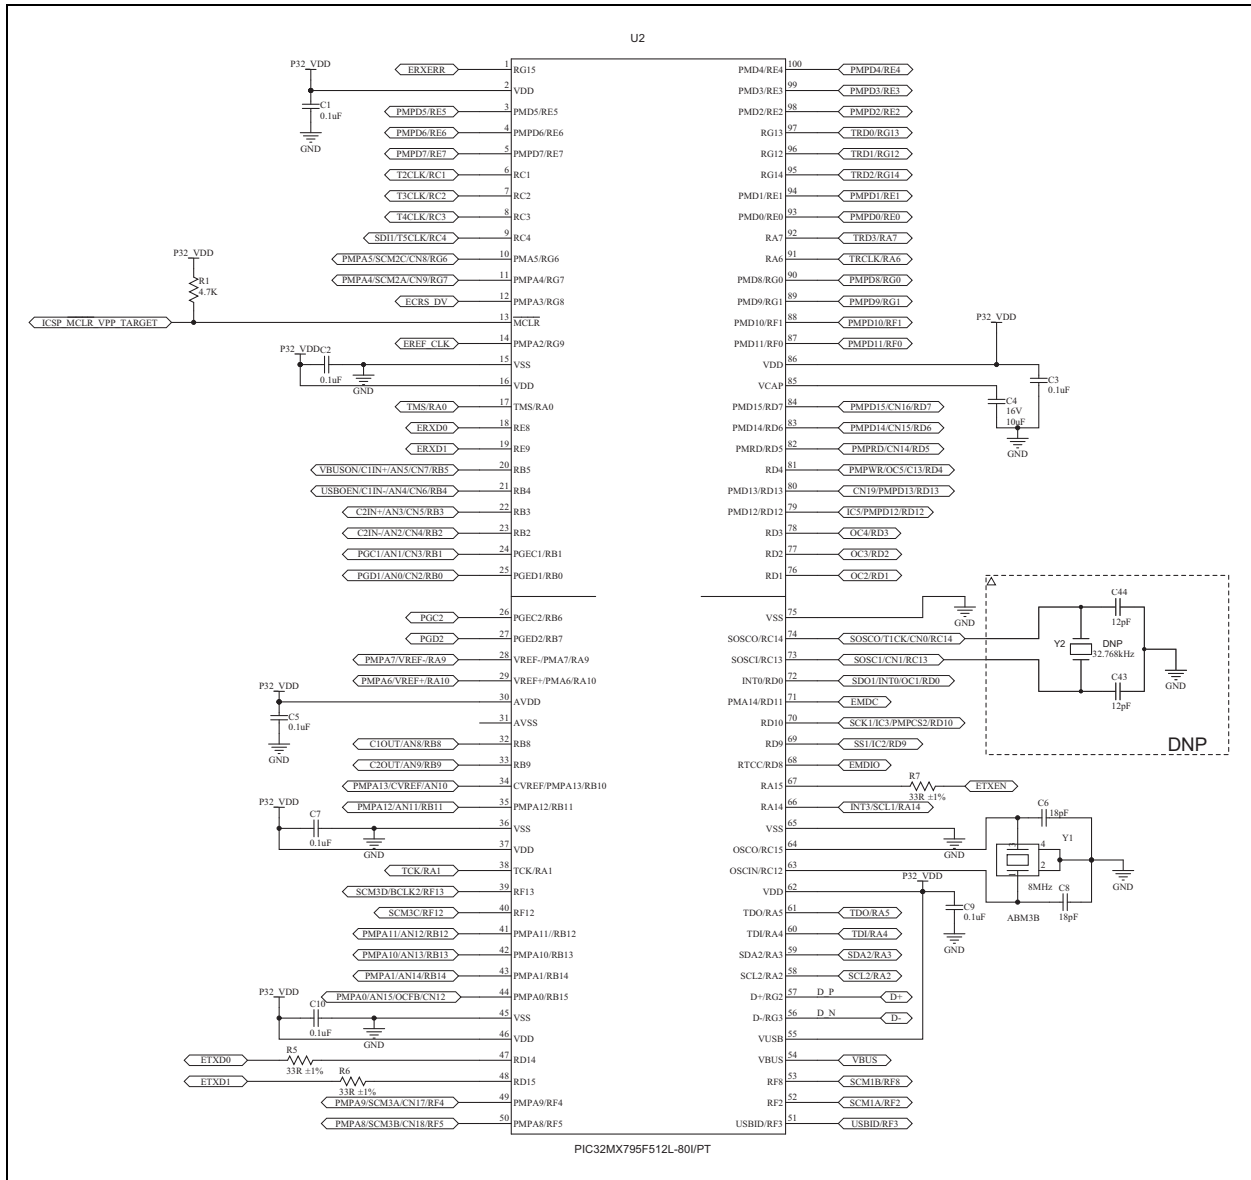 U2
P32_VDD
ERXERR 1 RG15
2 VDD
C1
0.1uF
GND
PMPD5/RE5 3 PMD5/RE5
PMPD6/RE6 4 PMPD6/RE6
PMPD7/RE7 5 PMPD7/RE7
T2CLK/RC1 6 RC1
T3CLK/RC2 7 RC2
T4CLK/RC3 8 RC3
SDI1/T5CLK/RC4 9 RC4
PMPA5/SCM2C/CN8/RG6 10 PMA5/RG6
PMPA4/SCM2A/CN9/RG7 11 PMPA4/RG7
ECRS_DV 12 PMPA3/RG8
P32_VDD
R1
4.7K
ICSP_MCLR_VPP_TARGET 13 MCLR
EREF_CLK 14 PMPA2/RG9
P32_VDD C2 15 VSS
0.1uF
GND
16 VDD
TMS/RA0 17 TMS/RA0
ERXD0 18 RE8
ERXD1 19 RE9
VBUSON/C1IN+/AN5/CN7/RB5 20 RB5
USBOEN/C1IN-/AN4/CN6/RB4 21 RB4
C2IN+/AN3/CN5/RB3 22 RB3
C2IN-/AN2/CN4/RB2 23 RB2
PGC1/AN1/CN3/RB1 24 PGEC1/RB1
PGD1/AN0/CN2/RB0 25 PGED1/RB0
PGC2 26 PGEC2/RB6
PGD2 27 PGED2/RB7
PMPA7/VREF-/RA9 28 VREF-/PMA7/RA9
PMPA6/VREF+/RA10 29 VREF+/PMA6/RA10
P32_VDD
30 AVDD
C5
0.1uF
GND
31 AVSS
C1OUT/AN8/RB8 32 RB8
C2OUT/AN9/RB9 33 RB9
PMPA13/CVREF/AN10 34 CVREF/PMPA13/RB10
PMPA12/AN11/RB11 35 PMPA12/RB11
P32_VDD
C7 36 VSS
0.1uF
GND
37 VDD
TCK/RA1 38 TCK/RA1
SCM3D/BCLK2/RF13 39 RF13
SCM3C/RF12 40 RF12
PMPA11/AN12/RB12 41 PMPA11//RB12
PMPA10/AN13/RB13 42 PMPA10/RB13
PMPA1/AN14/RB14 43 PMPA1/RB14
PMPA0/AN15/OCFB/CN12 44 PMPA0/RB15
P32_VDD
C10 45 VSS
0.1uF
GND
46 VDD
ETXD0 R5 47 RD14
33R ±1%
ETXD1 R6 48 RD15
33R ±1%
PMPA9/SCM3A/CN17/RF4 49 PMPA9/RF4
PMPA8/SCM3B/CN18/RF5 50 PMPA8/RF5
PMD4/RE4 100 PMPD4/RE4
PMD3/RE3 99 PMPD3/RE3
PMD2/RE2 98 PMPD2/RE2
RG13 97 TRD0/RG13
RG12 96 TRD1/RG12
RG14 95 TRD2/RG14
PMD1/RE1 94 PMPD1/RE1
PMD0/RE0 93 PMPD0/RE0
RA7 92 TRD3/RA7
RA6 91 TRCLK/RA6
PMD8/RG0 90 PMPD8/RG0
PMD9/RG1 89 PMPD9/RG1
PMD10/RF1 88 PMPD10/RF1
PMD11/RF0 87 PMPD11/RF0
P32_VDD
VDD 86
C3
0.1uF
VCAP 85
C4
16V
10uF
GND
PMD15/RD7 84 PMPD15/CN16/RD7
PMD14/RD6 83 PMPD14/CN15/RD6
PMRD/RD5 82 PMPRD/CN14/RD5
RD4 81 PMPWR/OC5/C13/RD4
PMD13/RD13 80 CN19/PMPD13/RD13
PMD12/RD12 79 IC5/PMPD12/RD12
RD3 78 OC4/RD3
RD2 77 OC3/RD2
RD1 76 OC2/RD1
VSS 75
GND
SOSCO/RC14 74 SOSCO/T1CK/CN0/RC14
SOSCI/RC13 73 SOSC1/CN1/RC13
C44
12pF
Y2 DNP
32.768kHz
C43
12pF
GND
DNP
INT0/RD0 72 SDO1/INT0/OC1/RD0
PMA14/RD11 71 EMDC
RD10 70 SCK1/IC3/PMPCS2/RD10
RD9 69 SS1/IC2/RD9
RTCC/RD8 68 EMDIO
RA15 67 R7 ETXEN
33R ±1%
RA14 66 INT3/SCL1/RA14
VSS 65
GND
OSCO/RC15 64
OSCIN/RC12 63
C6
18pF
Y1
3
4
2
1
8MHz
C8
18pF
ABM3B
GND
P32_VDD
VDD 62
C9
0.1uF
GND
TDO/RA5 61 TDO/RA5
TDI/RA4 60 TDI/RA4
SDA2/RA3 59 SDA2/RA3
SCL2/RA2 58 SCL2/RA2
D+/RG2 57 D_P D+
D-/RG3 56 D_N D-
VUSB 55
VBUS 54 VBUS
RF8 53 SCM1B/RF8
RF2 52 SCM1A/RF2
USBID/RF3 51 USBID/RF3
PIC32MX795F512L-80I/PT